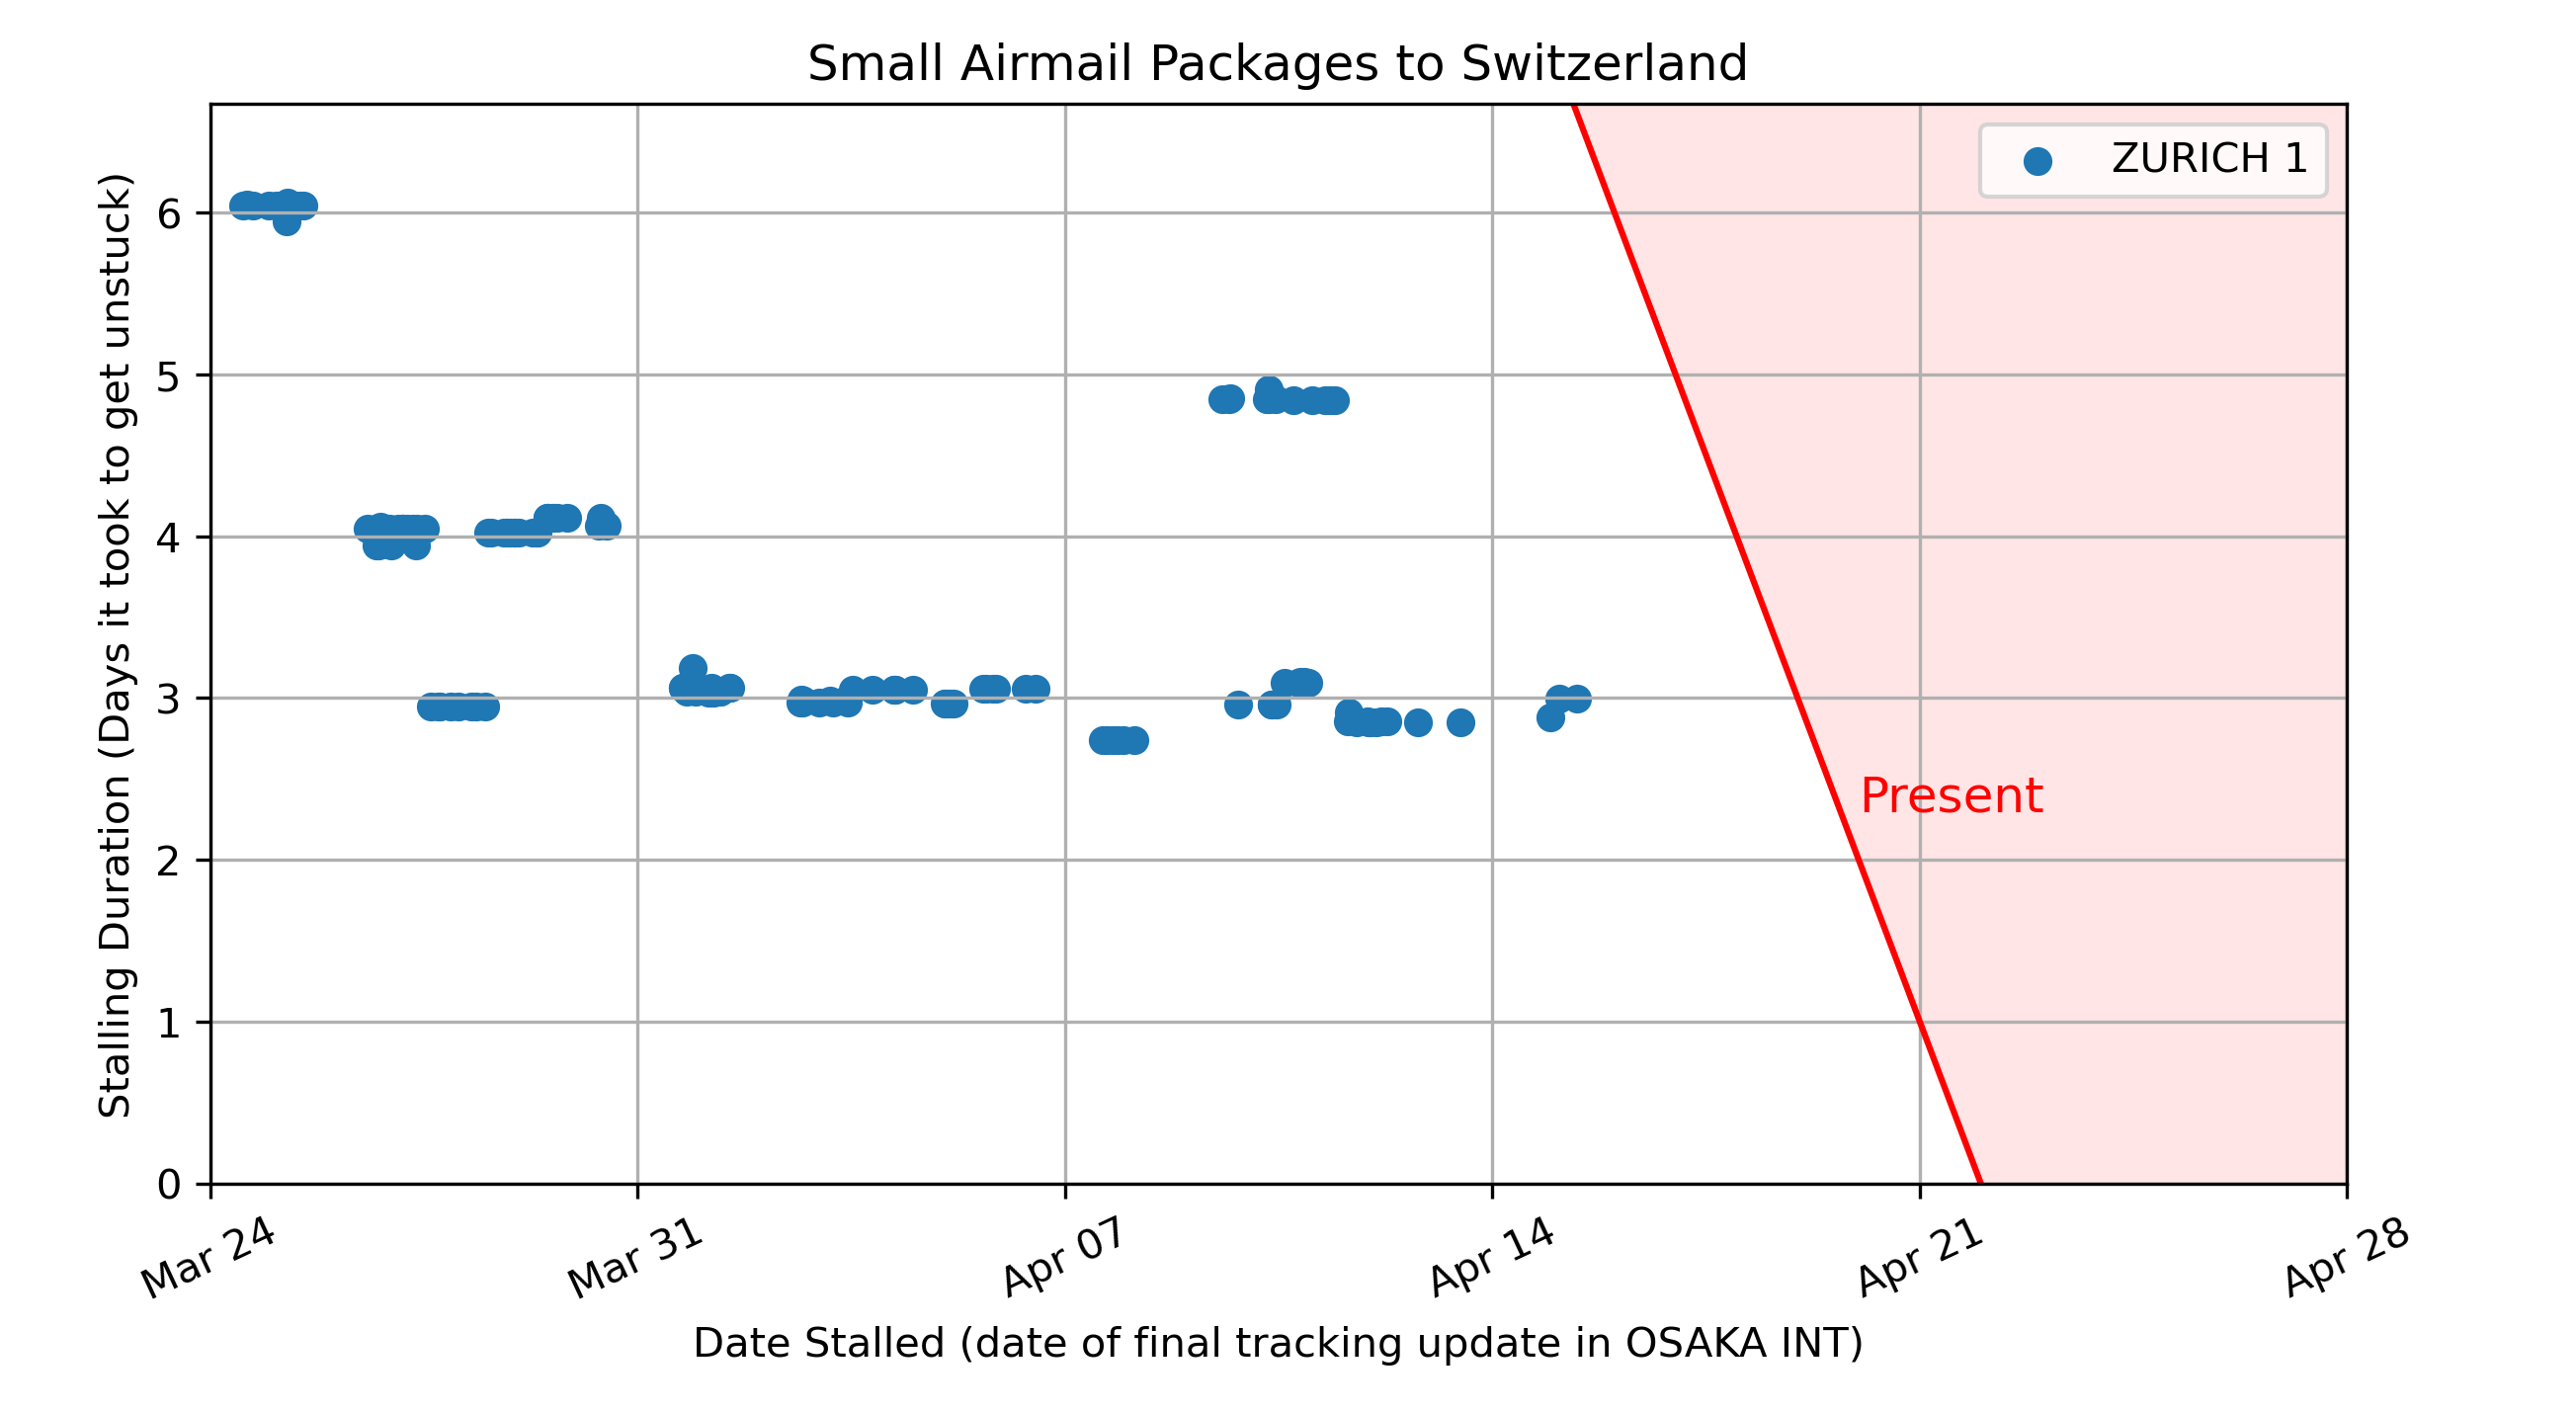 Small Airmail Packages to Switzerland
ZURICH 1
Stalling Duration (Days it took to get unstuck)
6
5
4
3
2
1
0
Present
Mar 24
Mar 31
Apr 07
Apr 14
Apr 21
Apr 28
Date Stalled (date of final tracking update in OSAKA INT)